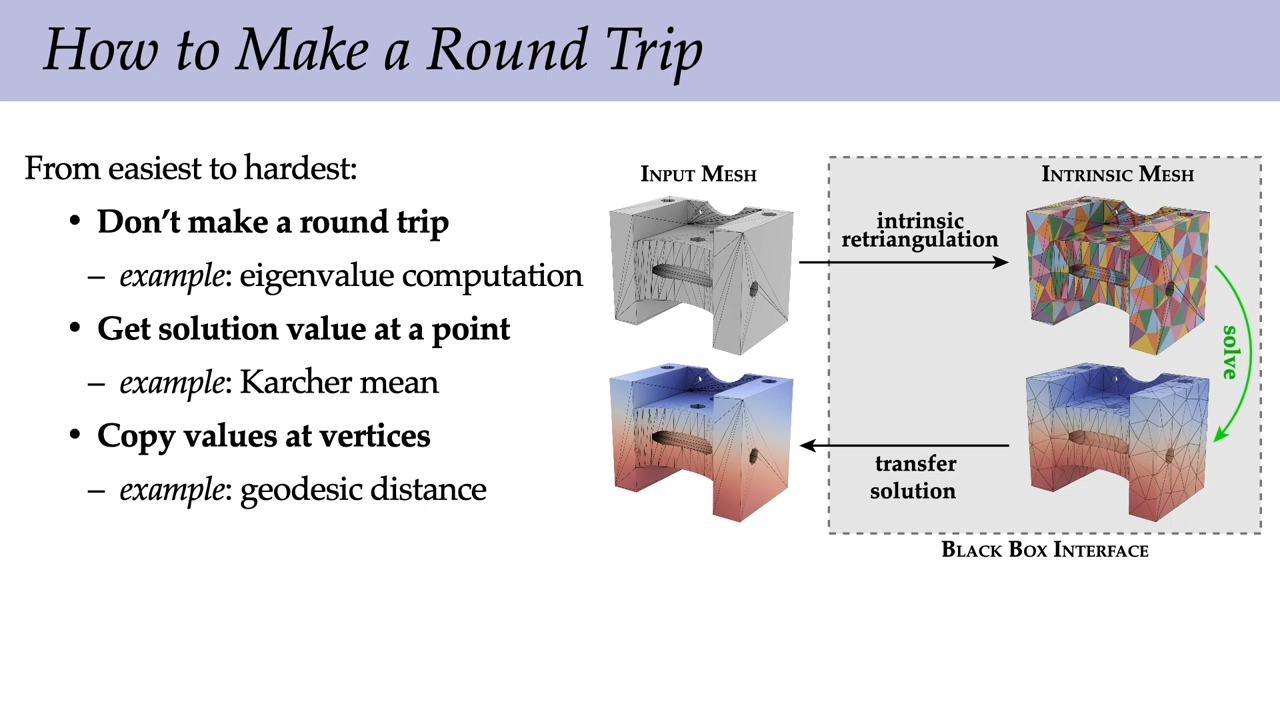 How to Make a Round Trip
From easiest to hardest:
• Don't make a round trip
– example: eigenvalue computation
• Get solution value at a point
– example: Karcher mean
• Copy values at vertices
– example: geodesic distance
Input Mesh
Intrinsic Mesh
intrinsic
retriangulation
solve
transfer
solution
Black Box Interface